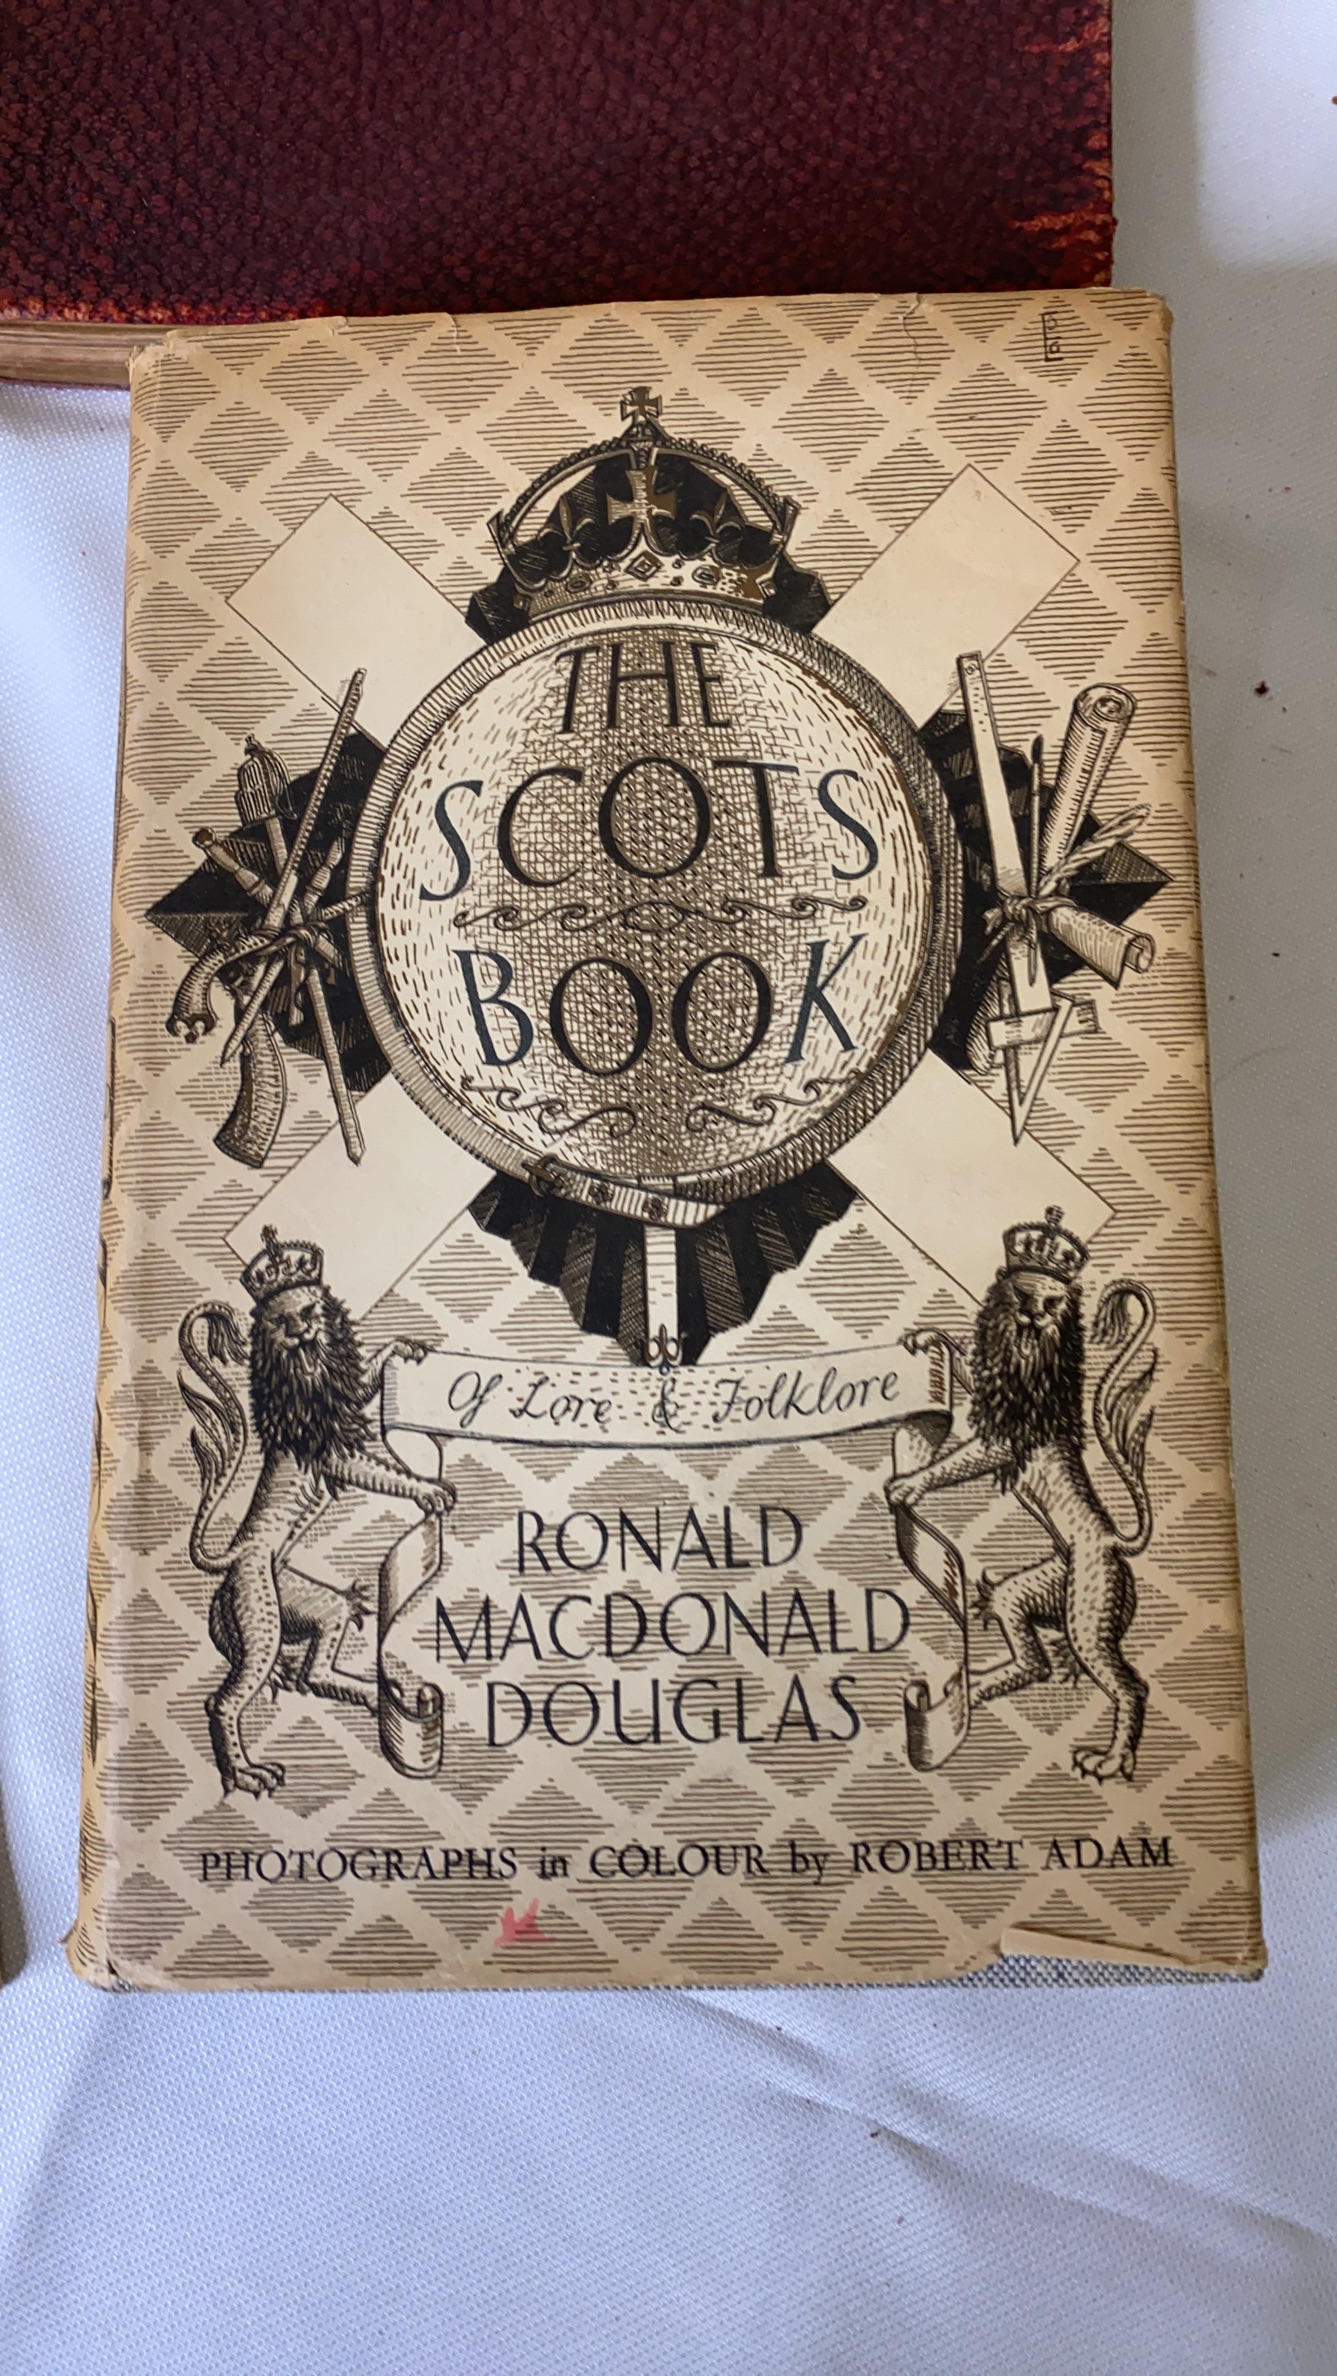 THE
SCOTS
BOOK
Of Lore & Folklore
RONALD
MACDONALD
DOUGLAS
PHOTOGRAPHS in COLOUR by ROBERT ADAM